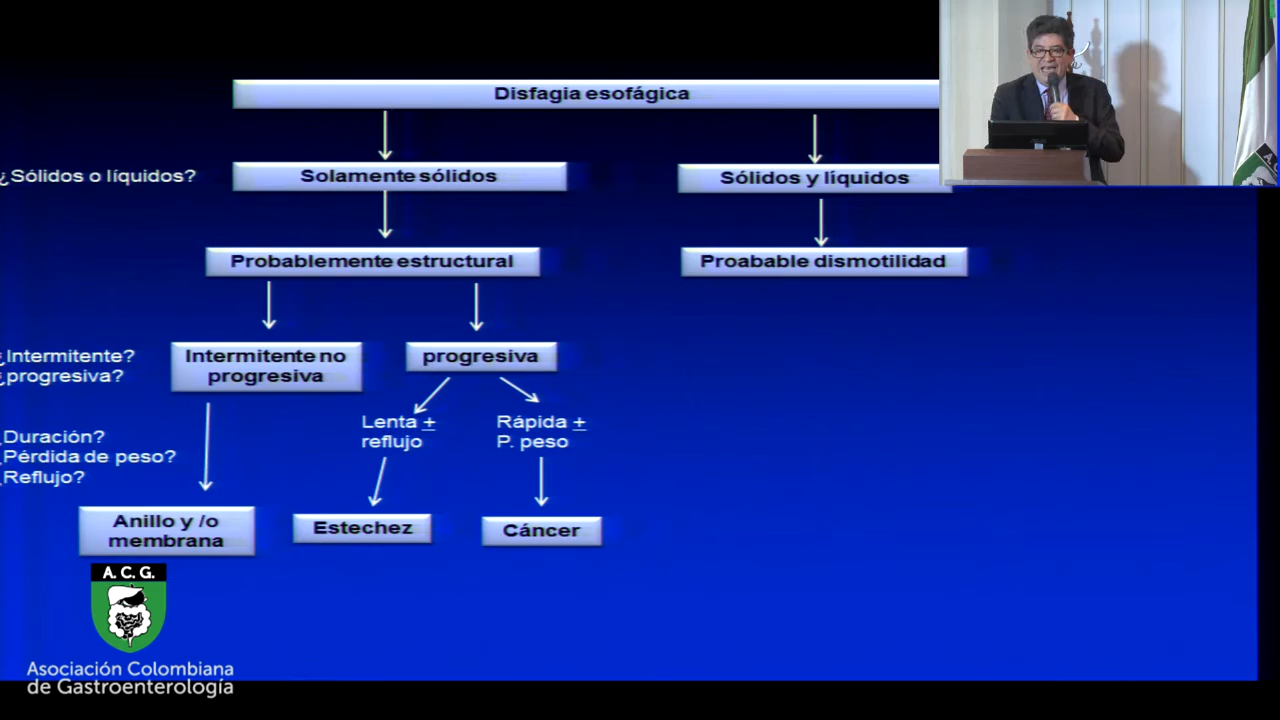 Disfagia esofágica
¿Sólidos o líquidos?
Solamente sólidos
Sólidos y líquidos
Probablemente estructural
Proabable dismotilidad
¿Intermitente?
¿progresiva?
Intermitente no
progresiva
progresiva
Lenta +
reflujo
Rápida +
P. peso
¿Duración?
¿Pérdida de peso?
¿Reflujo?
Anillo y /o
membrana
Estechez
Cáncer
A. C. G.
Asociación Colombiana
de Gastroenterología